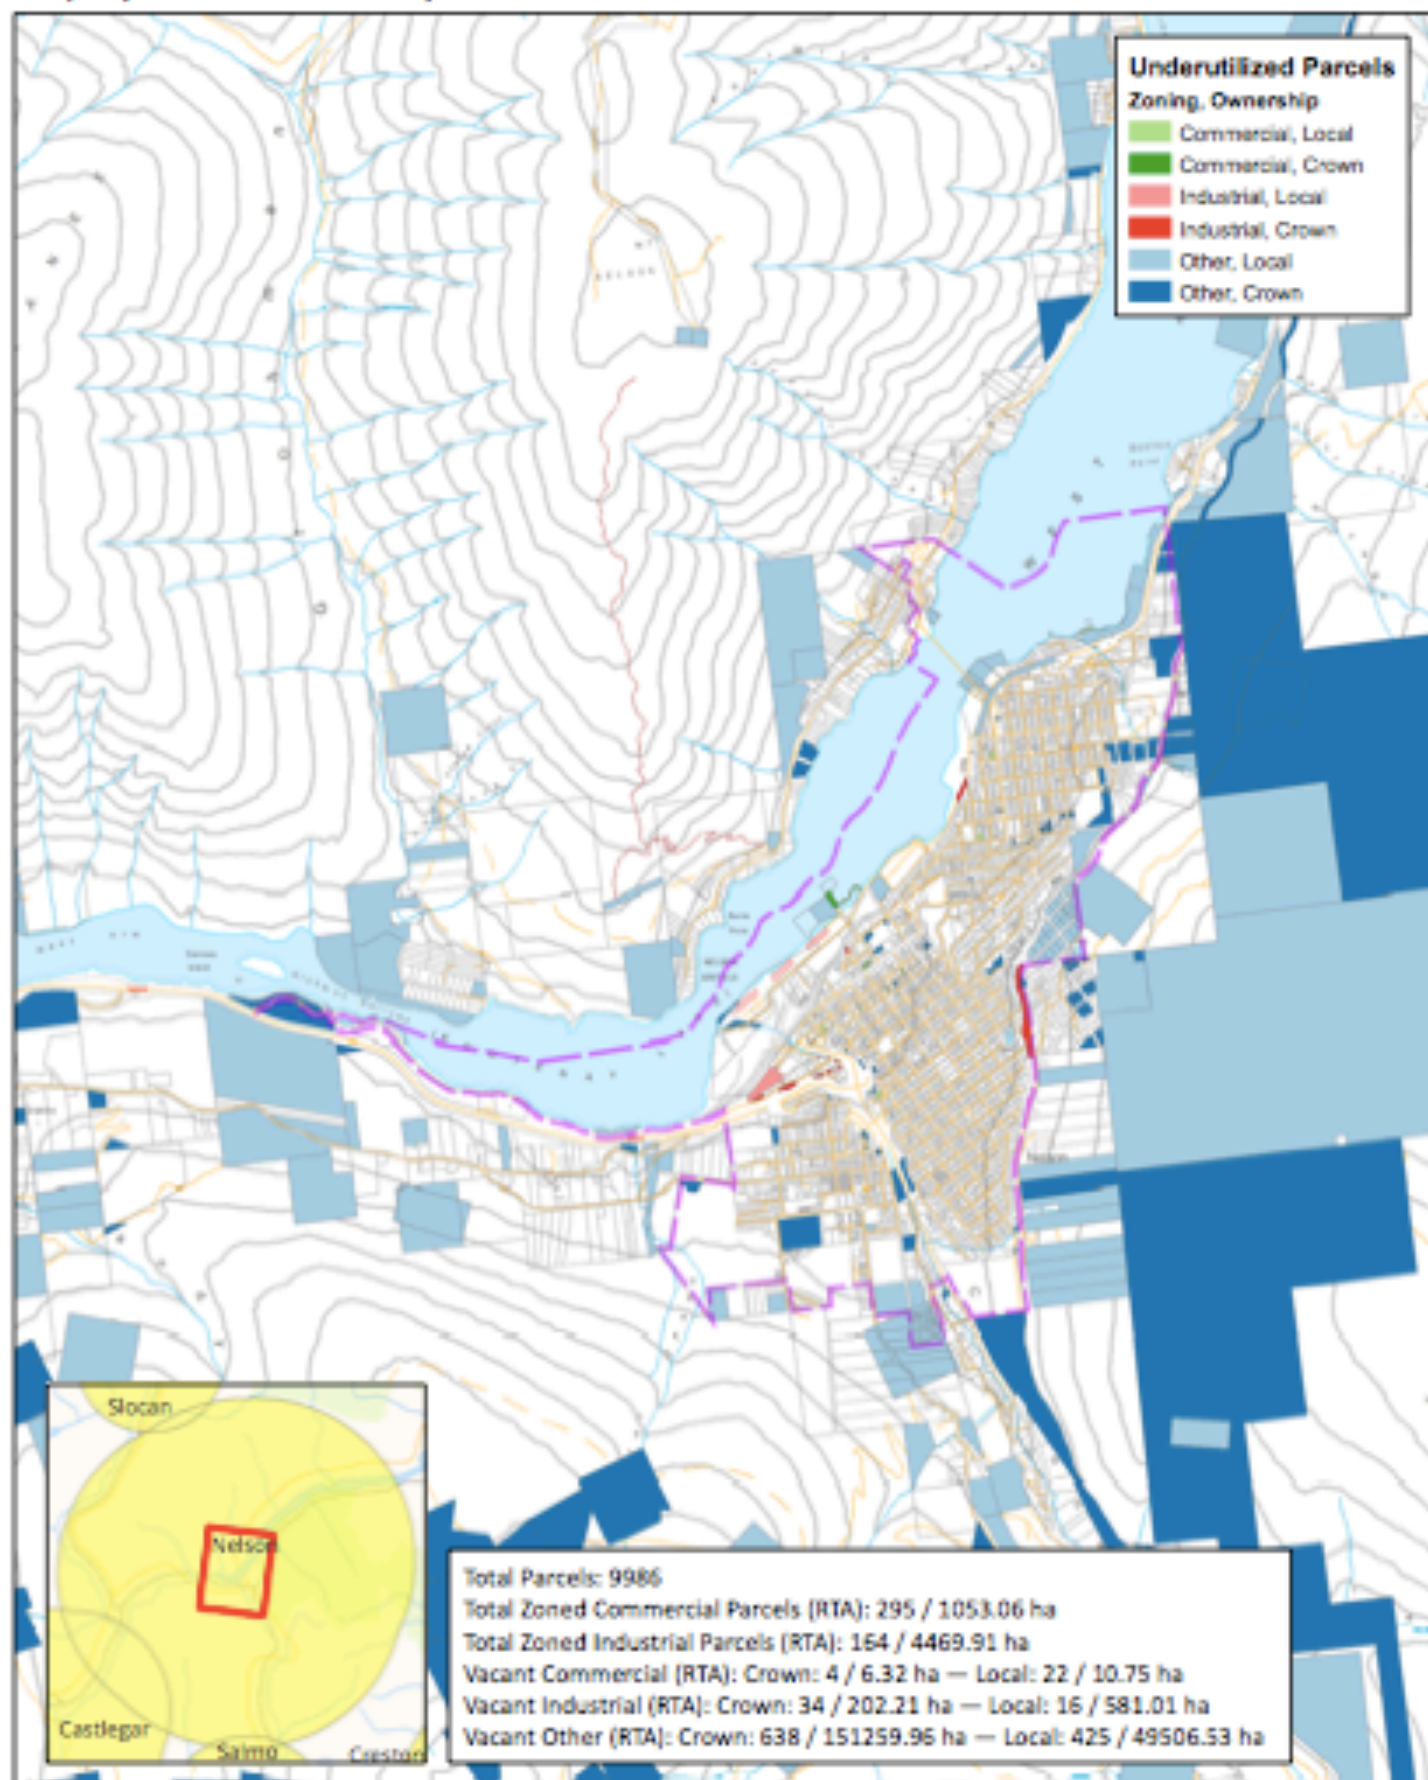 Underutilized Parcels
Zoning, Ownership
Commercial, Local
Commercial, Crown
Industrial, Local
Industrial, Crown
Other, Local
Other, Crown
NELSON
Slocan
Nelson
Castlegar
Salmo
Creston
Total Parcels: 9986
Total Zoned Commercial Parcels (RTA): 295 / 1053.06 ha
Total Zoned Industrial Parcels (RTA): 164 / 4469.91 ha
Vacant Commercial (RTA): Crown: 4 / 6.32 ha — Local: 22 / 10.75 ha
Vacant Industrial (RTA): Crown: 34 / 202.21 ha — Local: 16 / 581.01 ha
Vacant Other (RTA): Crown: 638 / 151259.96 ha — Local: 425 / 49506.53 ha